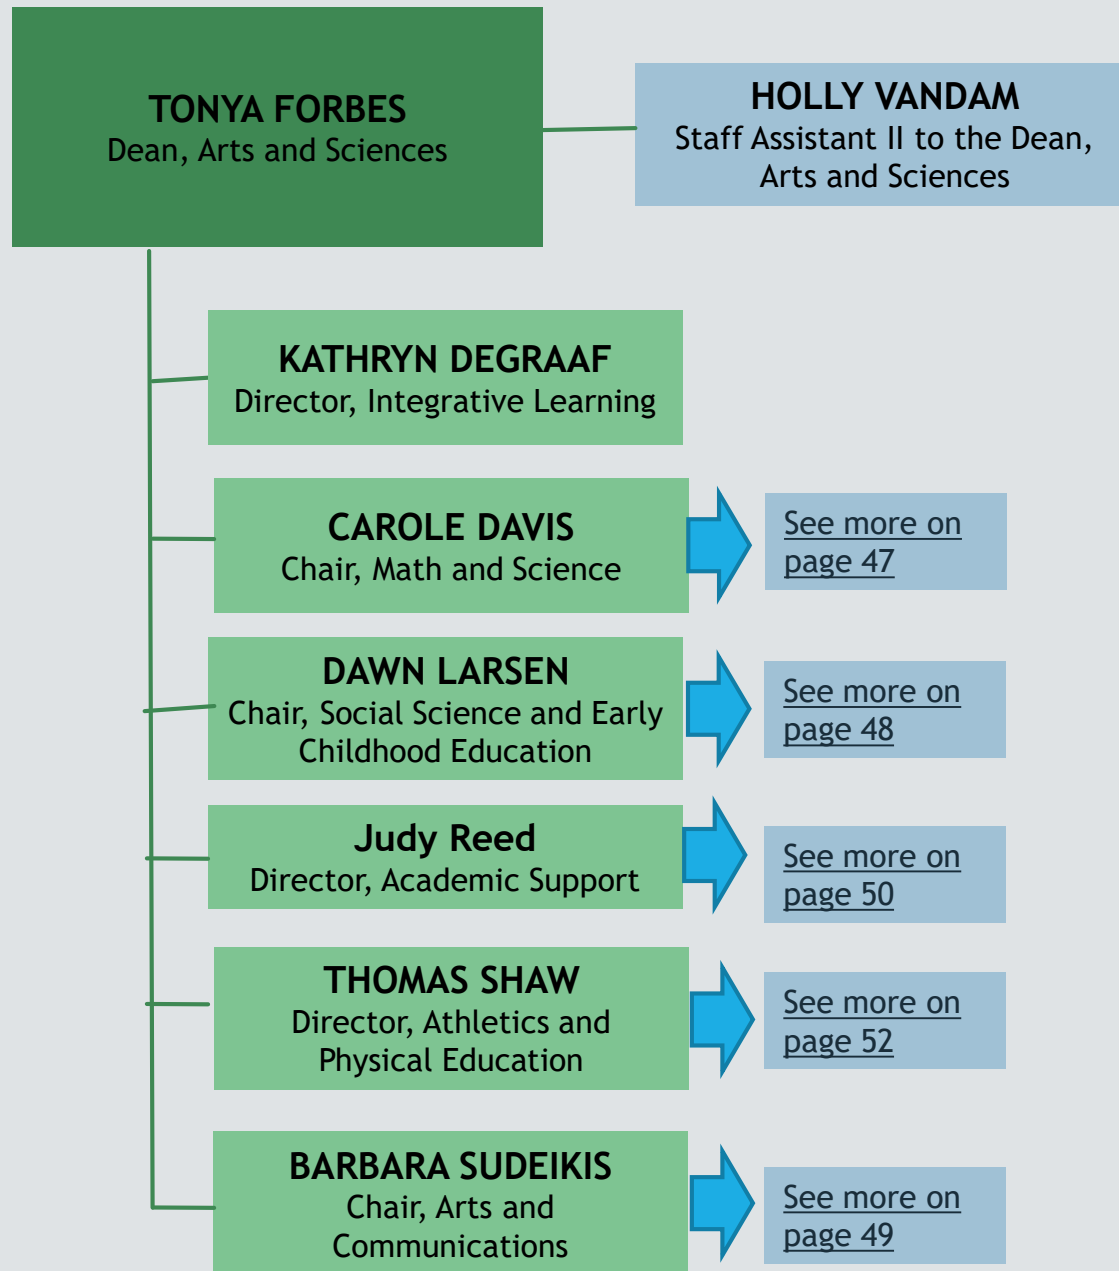 TONYA FORBES
Dean, Arts and Sciences
HOLLY VANDAM
Staff Assistant II to the Dean,
Arts and Sciences
KATHRYN DEGRAAF
Director, Integrative Learning
CAROLE DAVIS
Chair, Math and Science
See more on
page 47
DAWN LARSEN
Chair, Social Science and Early
Childhood Education
See more on
page 48
Judy Reed
Director, Academic Support
See more on
page 50
THOMAS SHAW
Director, Athletics and
Physical Education
See more on
page 52
BARBARA SUDEIKIS
Chair, Arts and
Communications
See more on
page 49